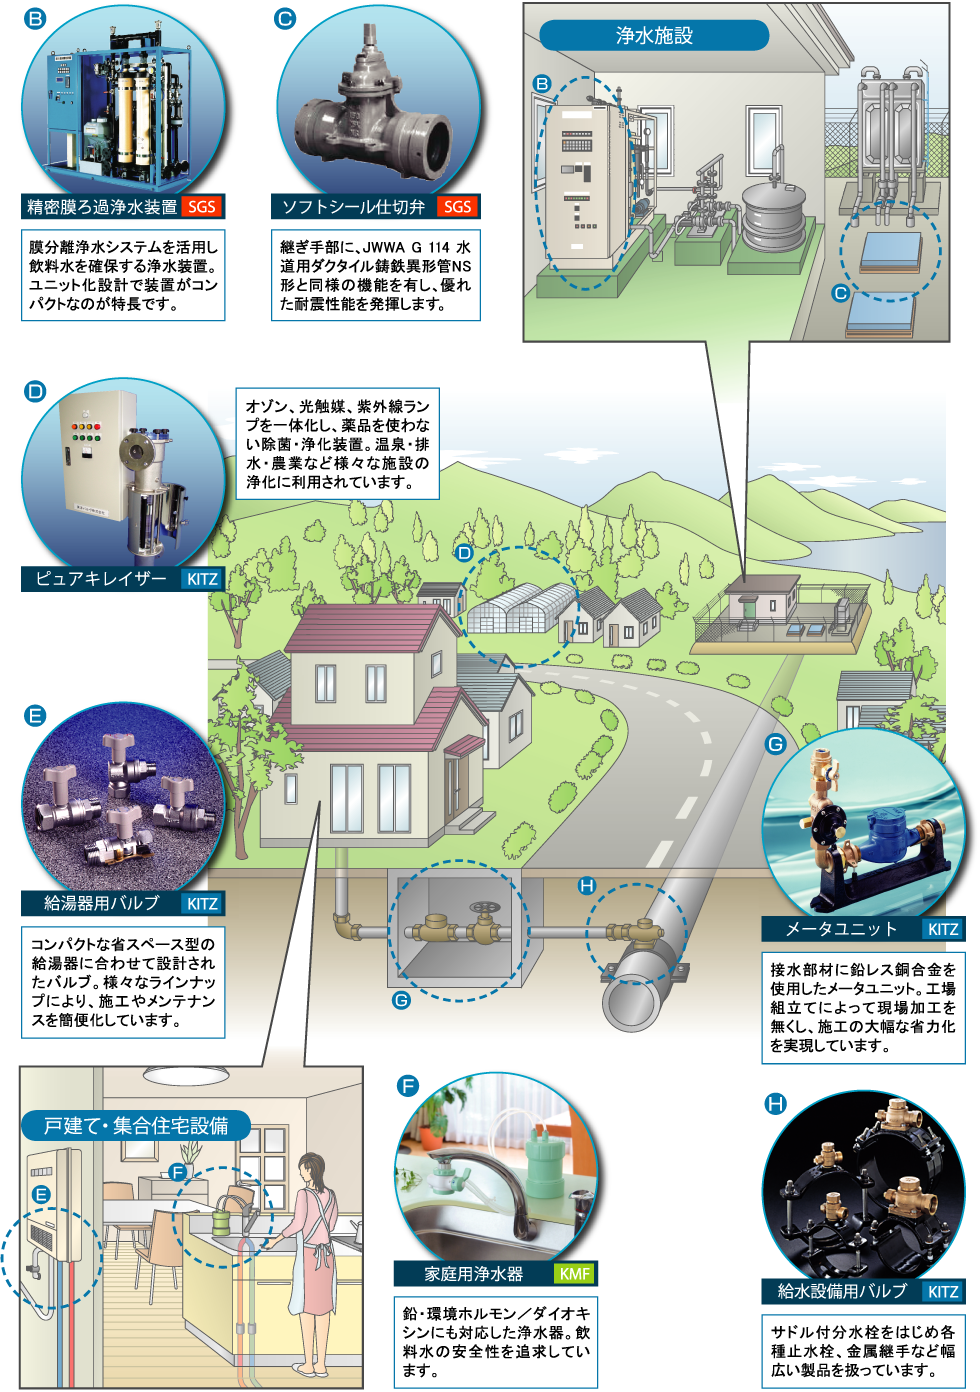 B
精密膜ろ過浄水装置 SGS
膜分離浄水システムを活用し
飲料水を確保する浄水装置。
ユニット化設計で装置がコン
パクトなのが特長です。
C
ソフトシール仕切弁 SGS
継ぎ手部に、JWWA G 114 水
道用ダクタイル鋳鉄異形管NS
形と同様の機能を有し、優れ
た耐震性能を発揮します。
浄水施設
B
C
D
ピュアキレイザー KITZ
オゾン、光触媒、紫外線ラン
プを一体化し、薬品を使わな
い除菌・浄化装置。温泉・排
水・農業など様々な施設の
浄化に利用されています。
D
E
給湯器用バルブ KITZ
コンパクトな省スペース型の
給湯器に合わせて設計され
たバルブ。様々なラインナッ
プにより、施工やメンテナン
スを簡便化しています。
G
H
G
メータユニット KITZ
接水部材に鉛レス銅合金を
使用したメータユニット。工場
組立てによって現場加工を
無くし、施工の大幅な省力化
を実現しています。
戸建て・集合住宅設備
E
F
F
家庭用浄水器 KMF
鉛・環境ホルモン／ダイオキ
シンにも対応した浄水器。飲
料水の安全性を追求してい
ます。
H
給水設備用バルブ KITZ
サドル付分水栓をはじめ各
種止水栓、金属継手など幅
広い製品を扱っています。